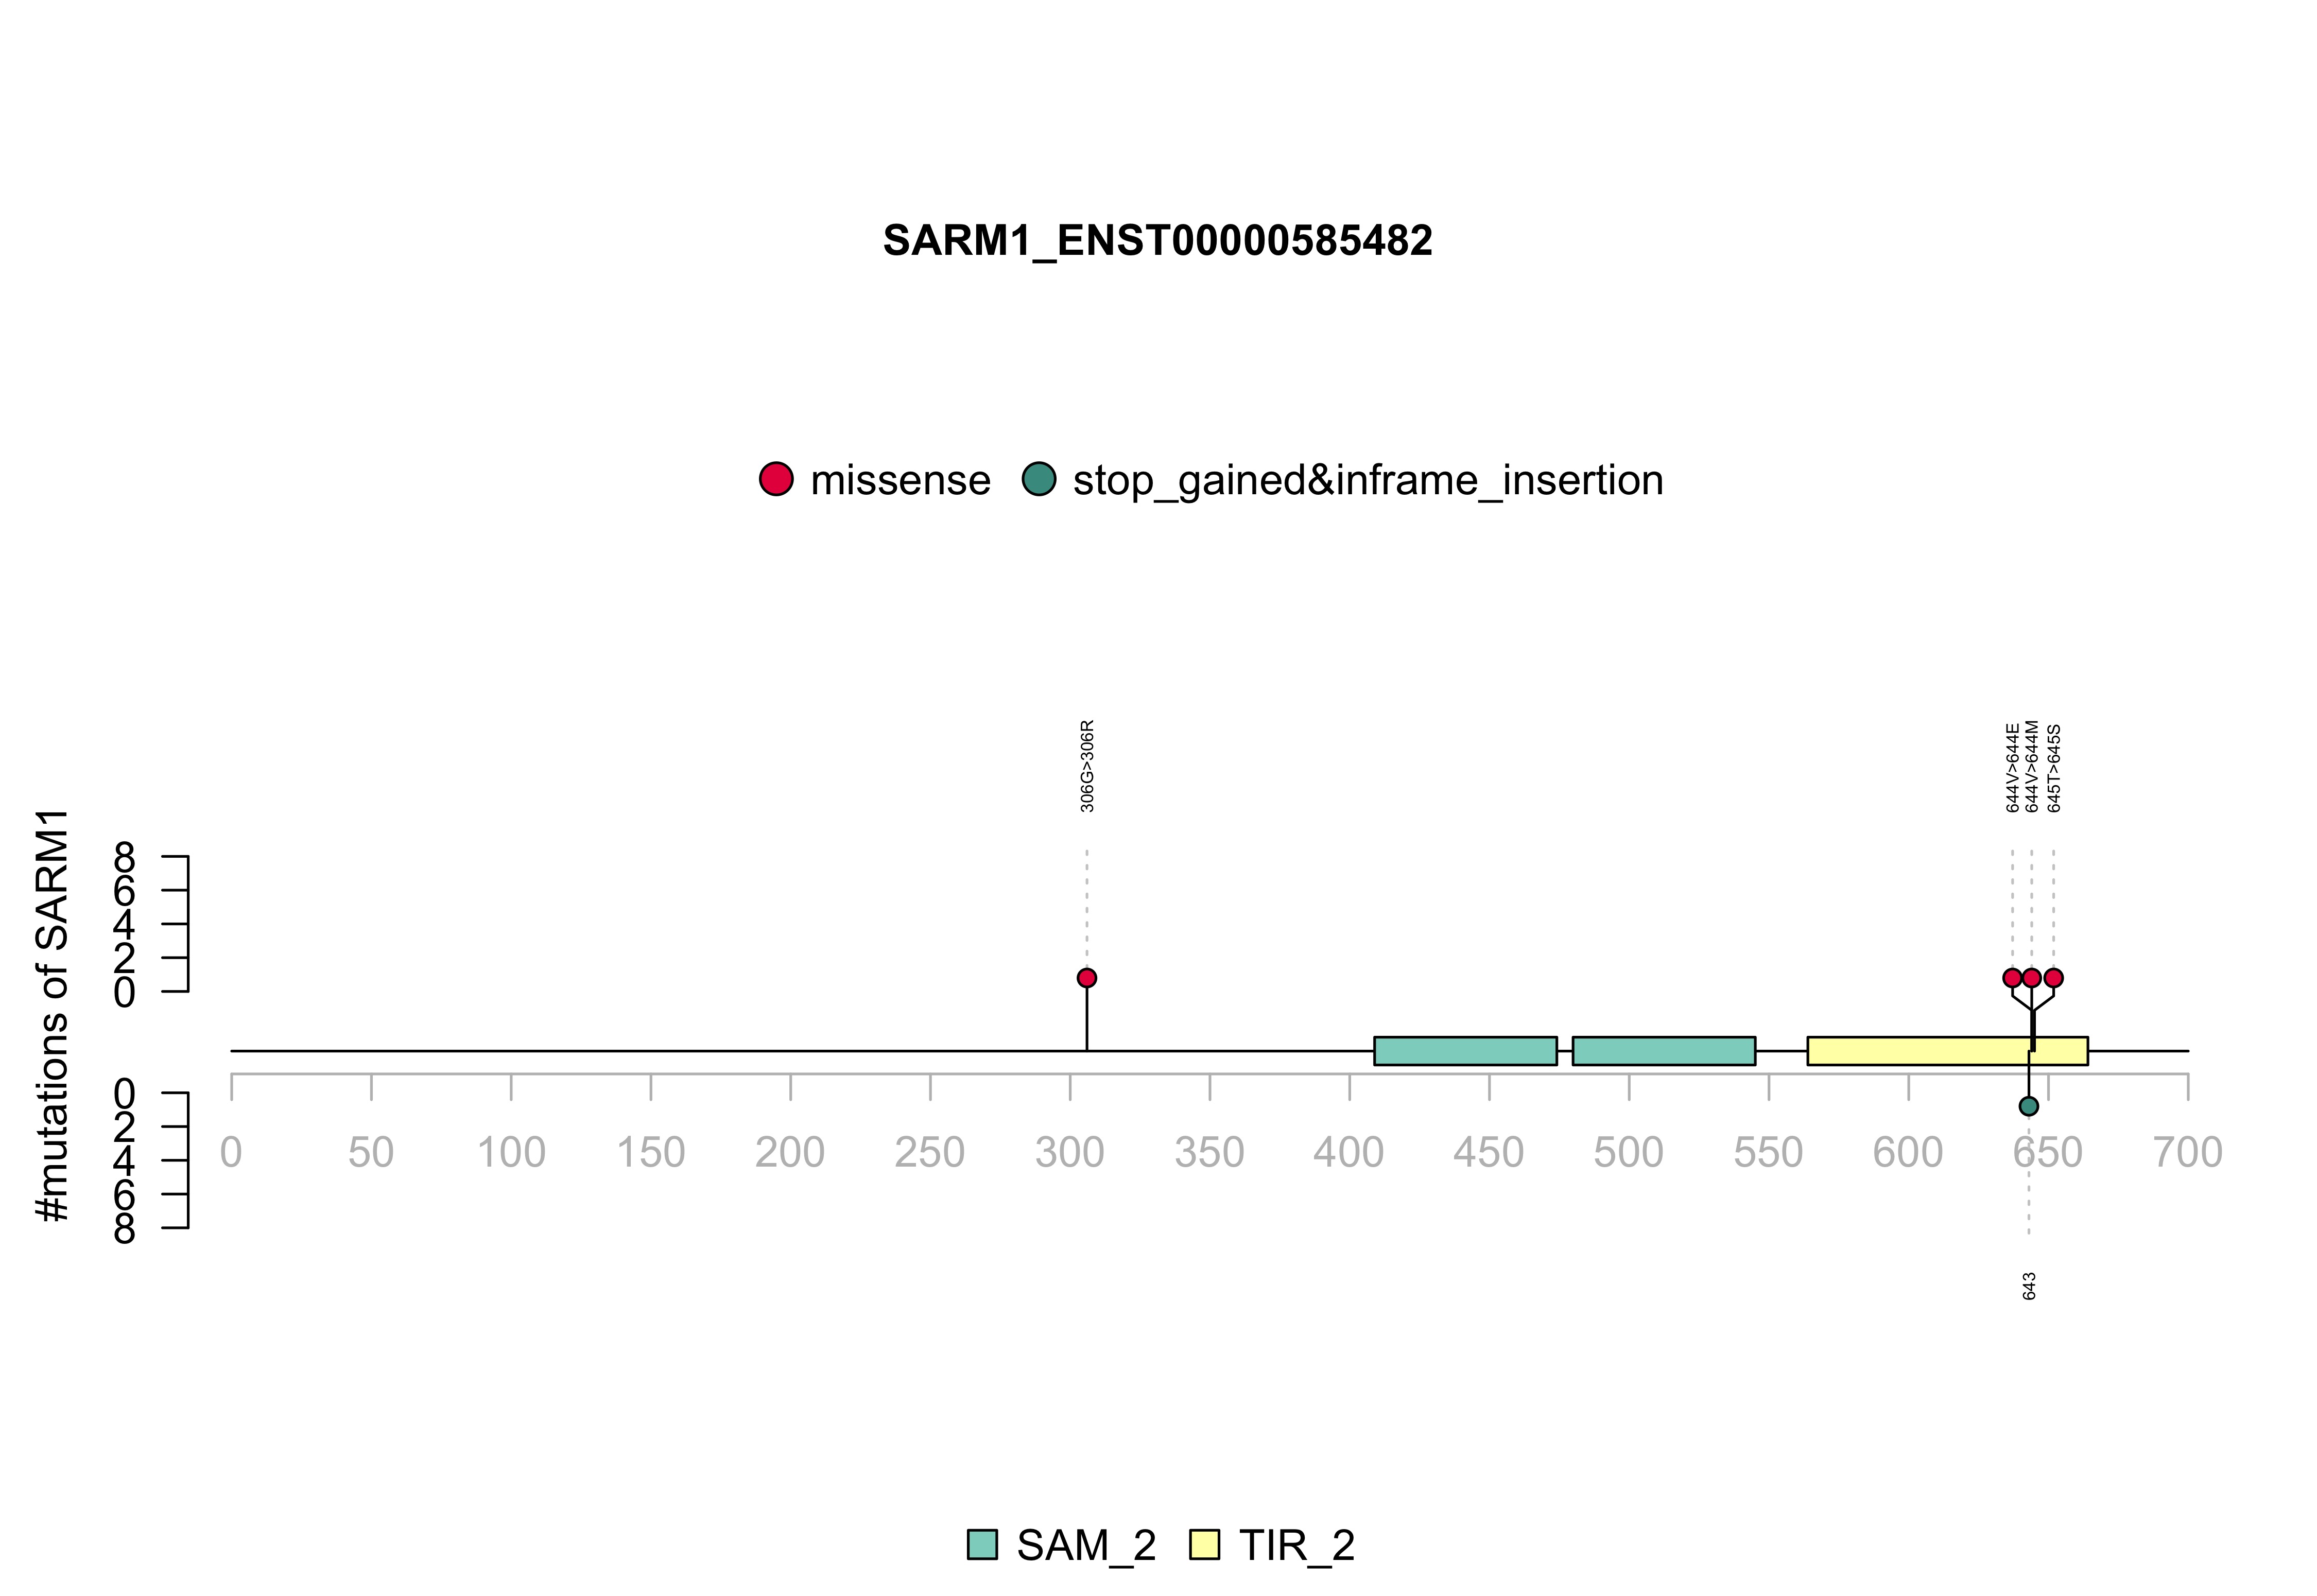 SARM1_ENST00000585482
missense stop_gained&inframe_insertion
306G>306R
644V>644E
644V>644M
645T>645S
#mutations of SARM1
8
6
4
2
0
0
2
4
6
8
0 50 100 150 200 250 300 350 400 450 500 550 600 650 700
643
SAM_2 TIR_2